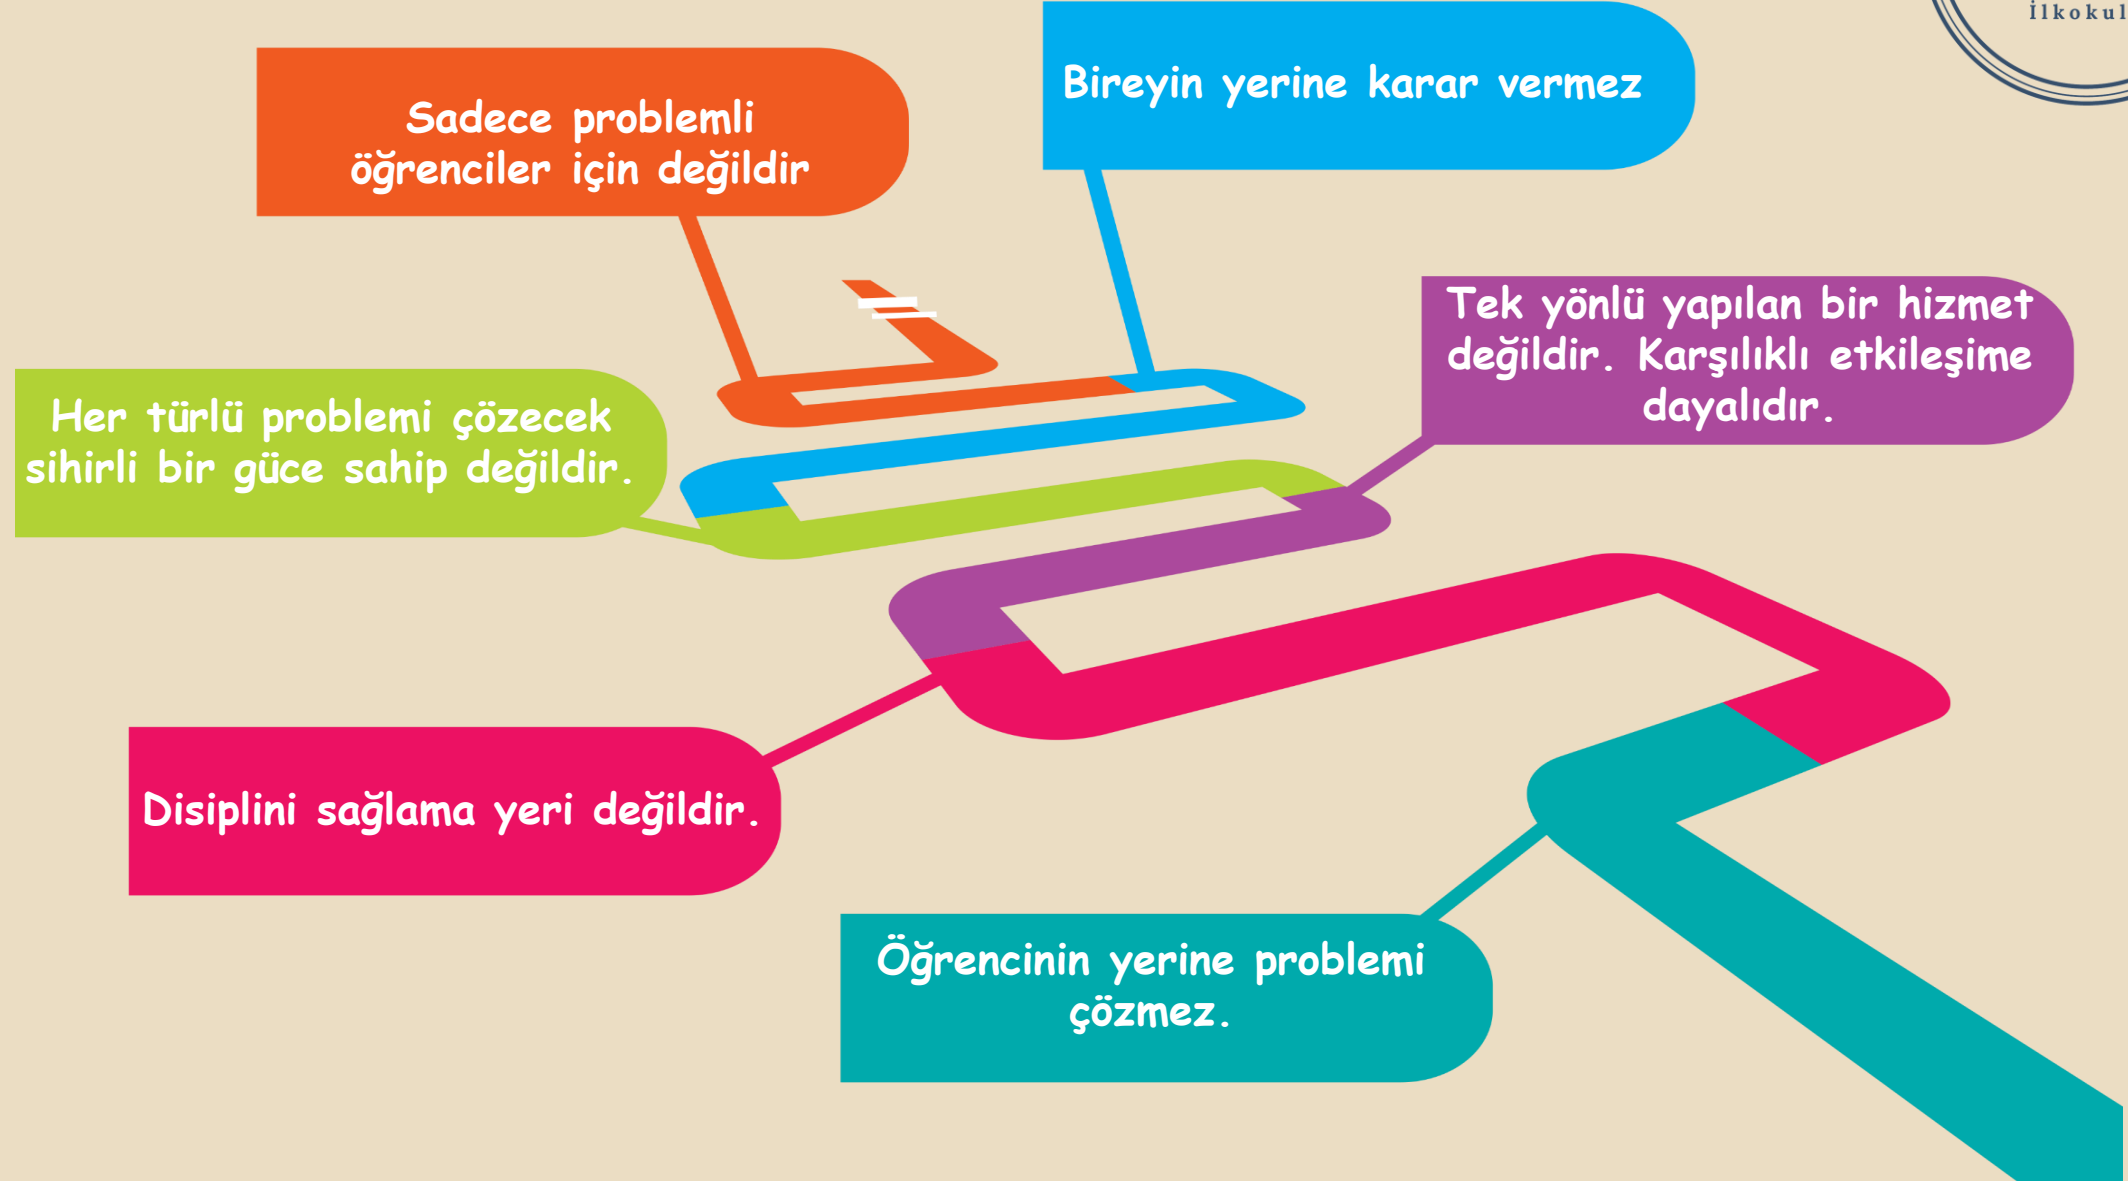 İlkokul
Bireyin yerine karar vermez
Sadece problemli
öğrenciler için değildir
Tek yönlü yapılan bir hizmet
değildir. Karşılıklı etkileşime
dayalıdır.
Her türlü problemi çözecek
sihirli bir güce sahip değildir.
Disiplini sağlama yeri değildir.
Öğrencinin yerine problemi
çözmez.